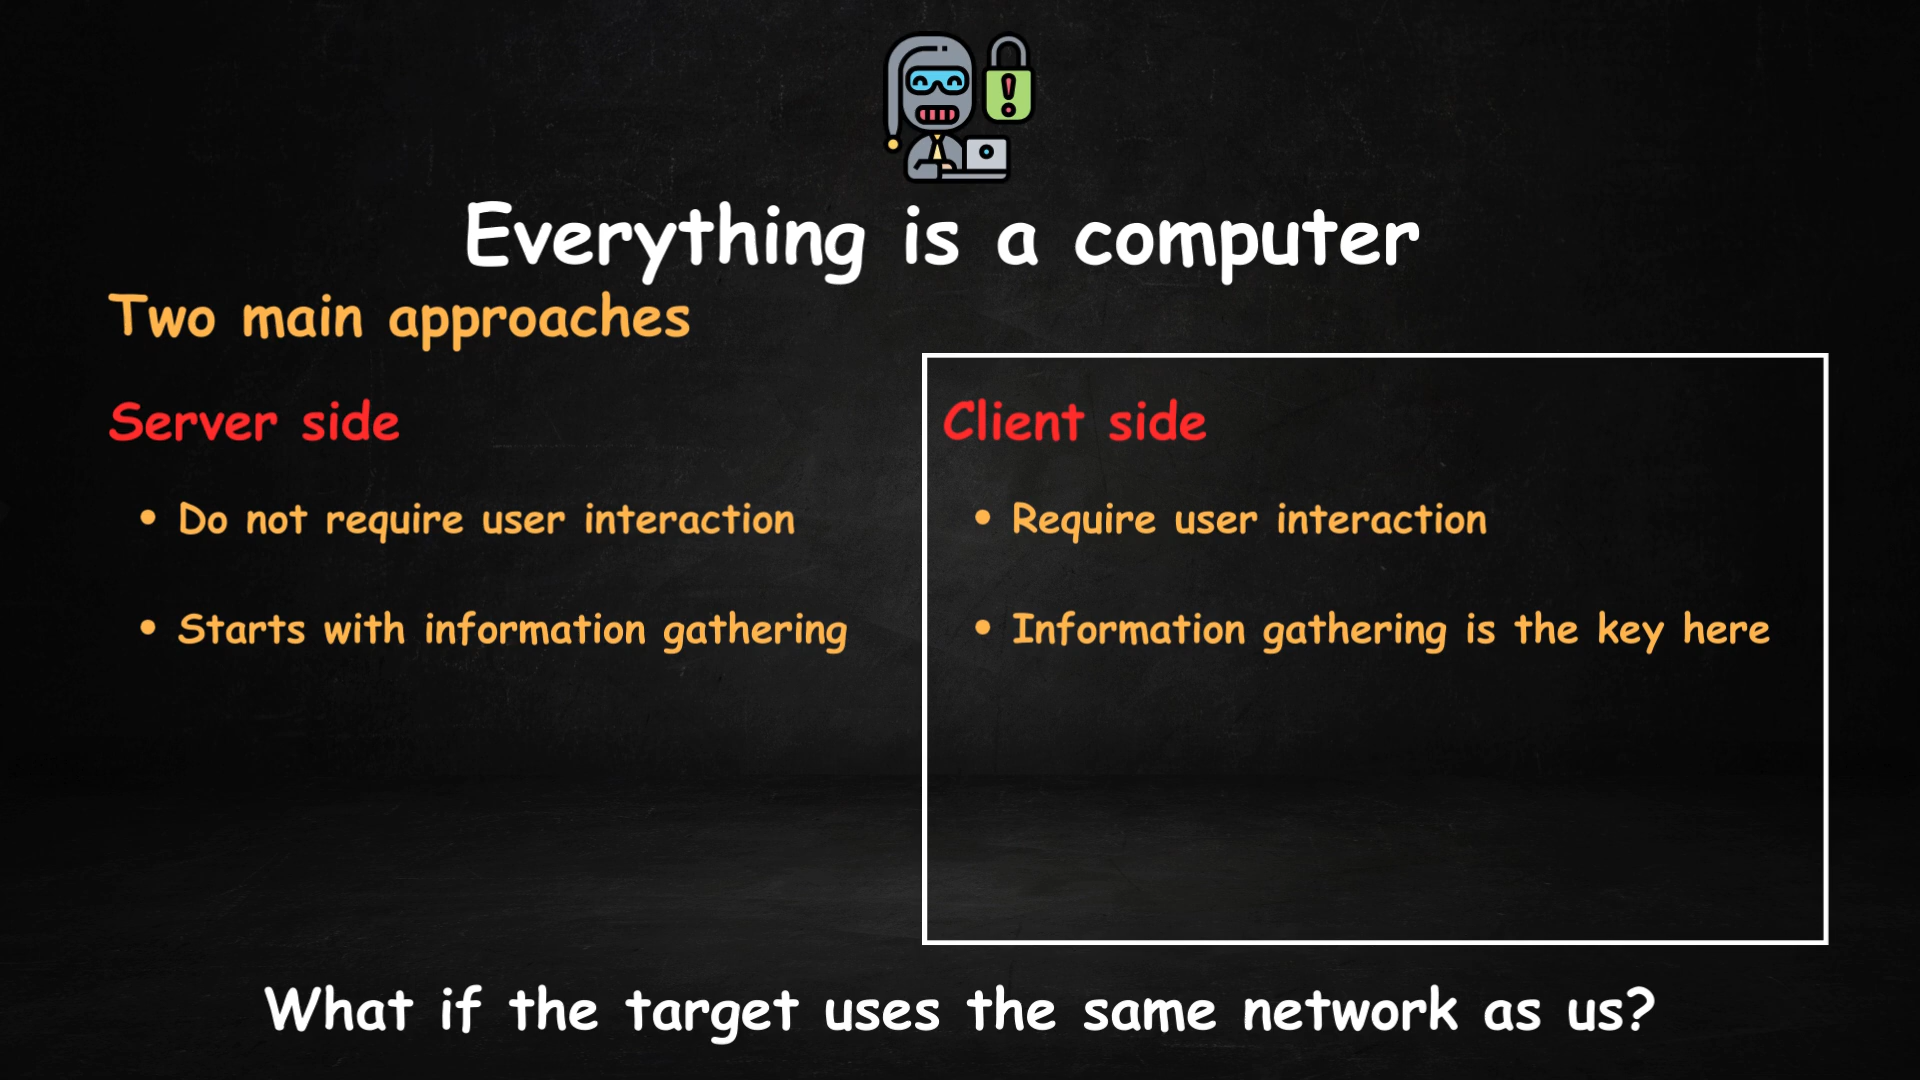 Everything is a computer
Two main approaches
Server side
• Do not require user interaction
• Starts with information gathering
Client side
• Require user interaction
• Information gathering is the key here
What if the target uses the same network as us?